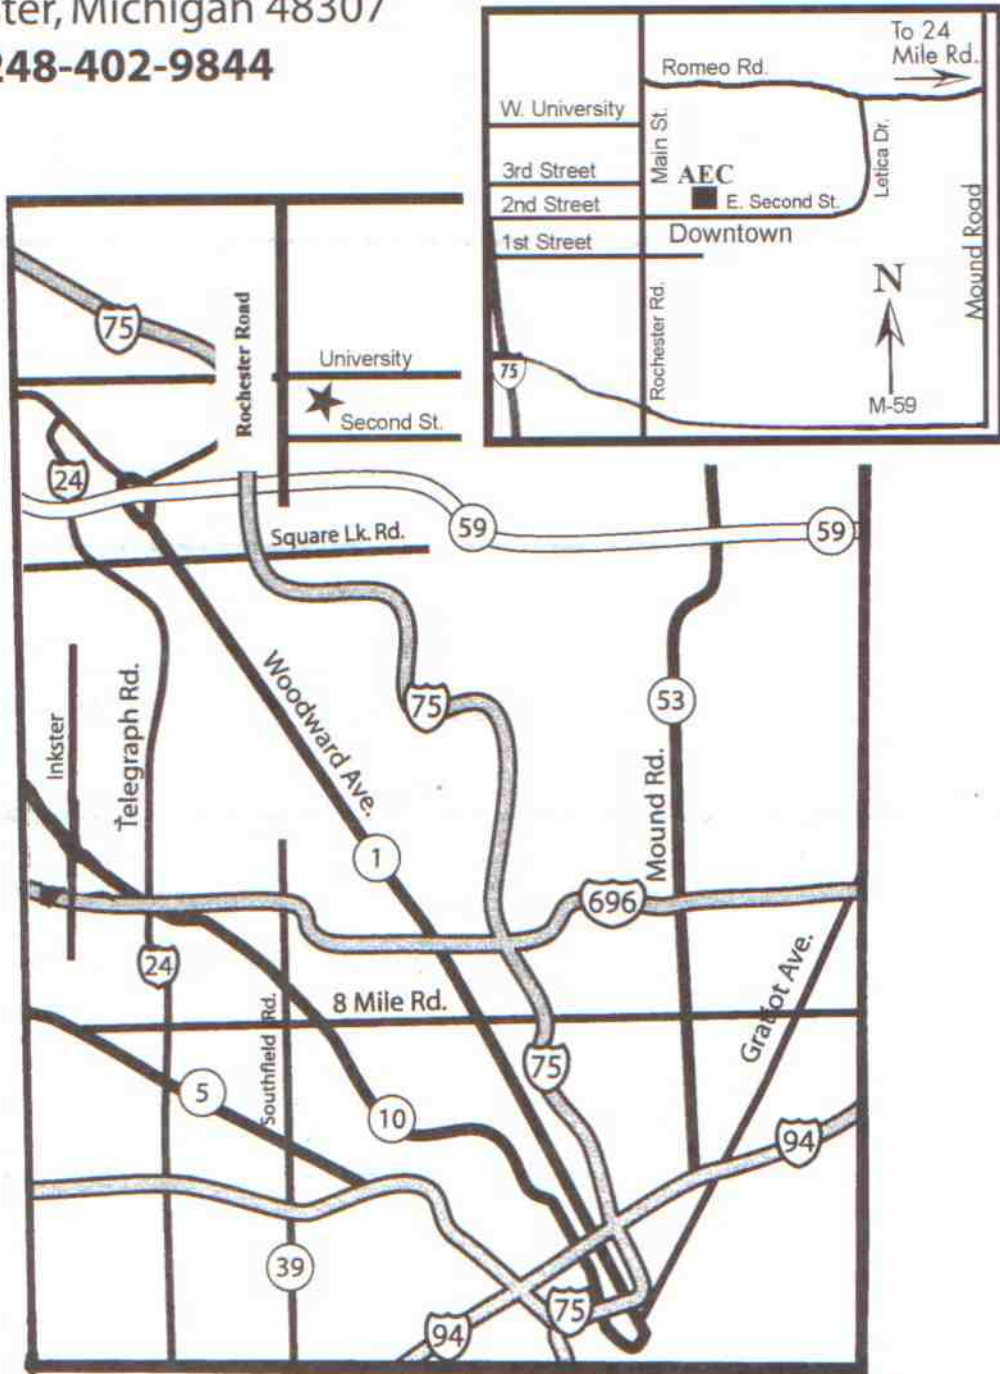 ter, Michigan 48307
248-402-9844
To 24
Mile Rd.
Romeo Rd.
W. University
Main St.
Letica Dr.
3rd Street
AEC
2nd Street
E. Second St.
1st Street
Downtown
Mound Road
N
Rochester Rd.
75
M-59
75
Rochester Road
University
Second St.
24
59
59
Square Lk. Rd.
Woodward Ave.
Telegraph Rd.
Inkster
75
53
Mound Rd.
1
696
24
8 Mile Rd.
Gratiot Ave.
Southfield Rd.
75
5
10
94
39
75
94